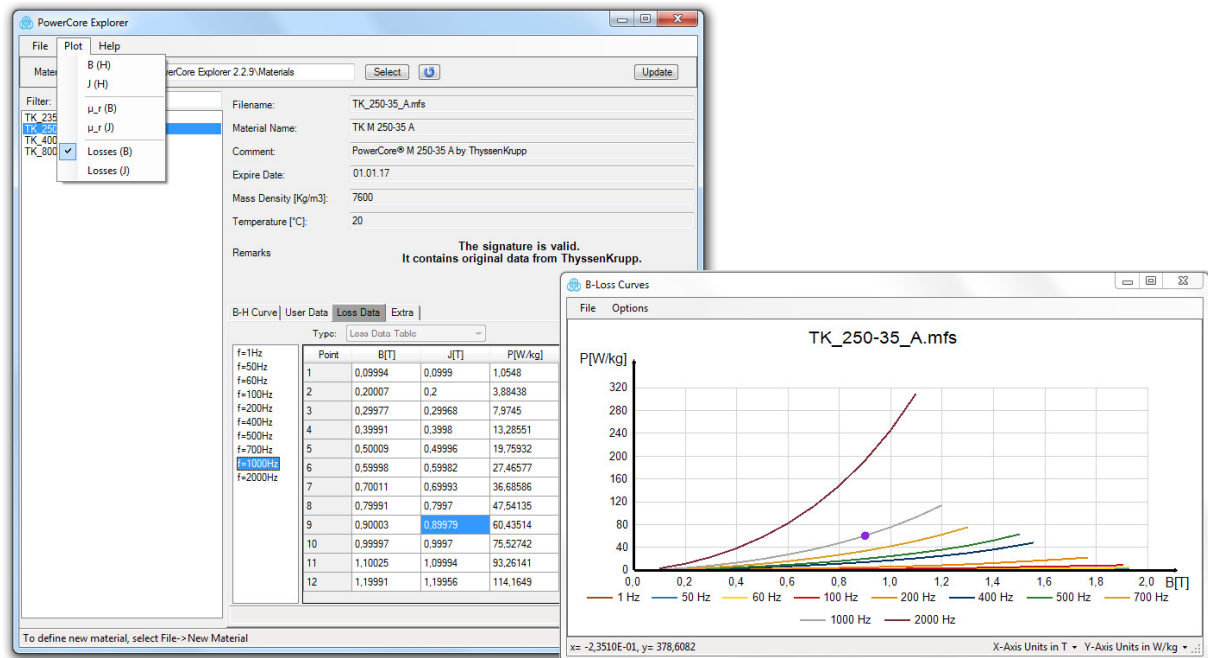 PowerCore Explorer
File Plot Help
B (H)
J (H)
μ_r (B)
μ_r (J)
Losses (B)
Losses (J)
Mater
erCore Explorer 2.2.9\Materials
Select
Update
Filter:
TK_235
TK_250
TK_400
TK_800
Filename: TK_250-35_A.mfs
Material Name: TK M 250-35 A
Comment: PowerCore® M 250-35 A by ThyssenKrupp
Expire Date: 01.01.17
Mass Density [Kg/m3]: 7600
Temperature [°C]: 20
Remarks
The signature is valid.
It contains original data from ThyssenKrupp.
B-H Curve User Data Loss Data Extra
Type: Loss Data Table
f=1Hz
f=50Hz
f=60Hz
f=100Hz
f=200Hz
f=400Hz
f=500Hz
f=700Hz
f=1000Hz
f=2000Hz
Point B[T] J[T] P[W/kg]
1 0,09994 0,0999 1,0548
2 0,20007 0,2 3,88438
3 0,29977 0,29968 7,9745
4 0,39991 0,3998 13,28551
5 0,50009 0,49996 19,75932
6 0,59998 0,59982 27,46577
7 0,70011 0,69993 36,68586
8 0,79991 0,7997 47,54135
9 0,90003 0,89979 60,43514
10 0,99997 0,9997 75,52742
11 1,10025 1,09994 93,26141
12 1,19991 1,19956 114,1649
To define new material, select File->New Material
B-Loss Curves
File Options
TK_250-35_A.mfs
P[W/kg]
320
280
240
200
160
120
80
40
0
0,0 0,2 0,4 0,6 0,8 1,0 1,2 1,4 1,6 1,8 2,0 B[T]
1 Hz 50 Hz 60 Hz 100 Hz 200 Hz 400 Hz 500 Hz 700 Hz
1000 Hz 2000 Hz
x= -2,3510E-01, y= 378,6082
X-Axis Units in T Y-Axis Units in W/kg